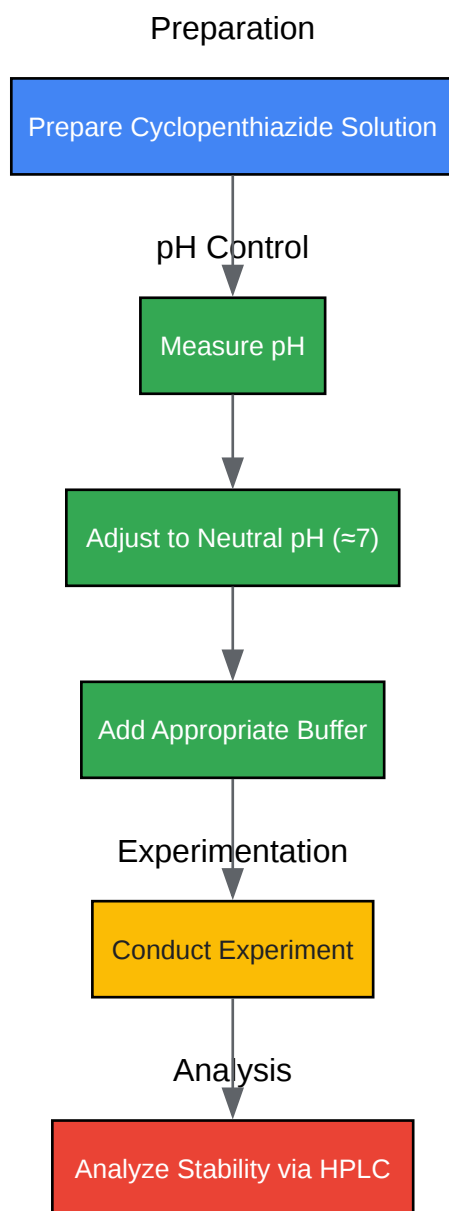 Preparation
Prepare Cyclopenthiazide Solution
pH Control
Measure pH
Adjust to Neutral pH (≈7)
Add Appropriate Buffer
Experimentation
Conduct Experiment
Analysis
Analyze Stability via HPLC